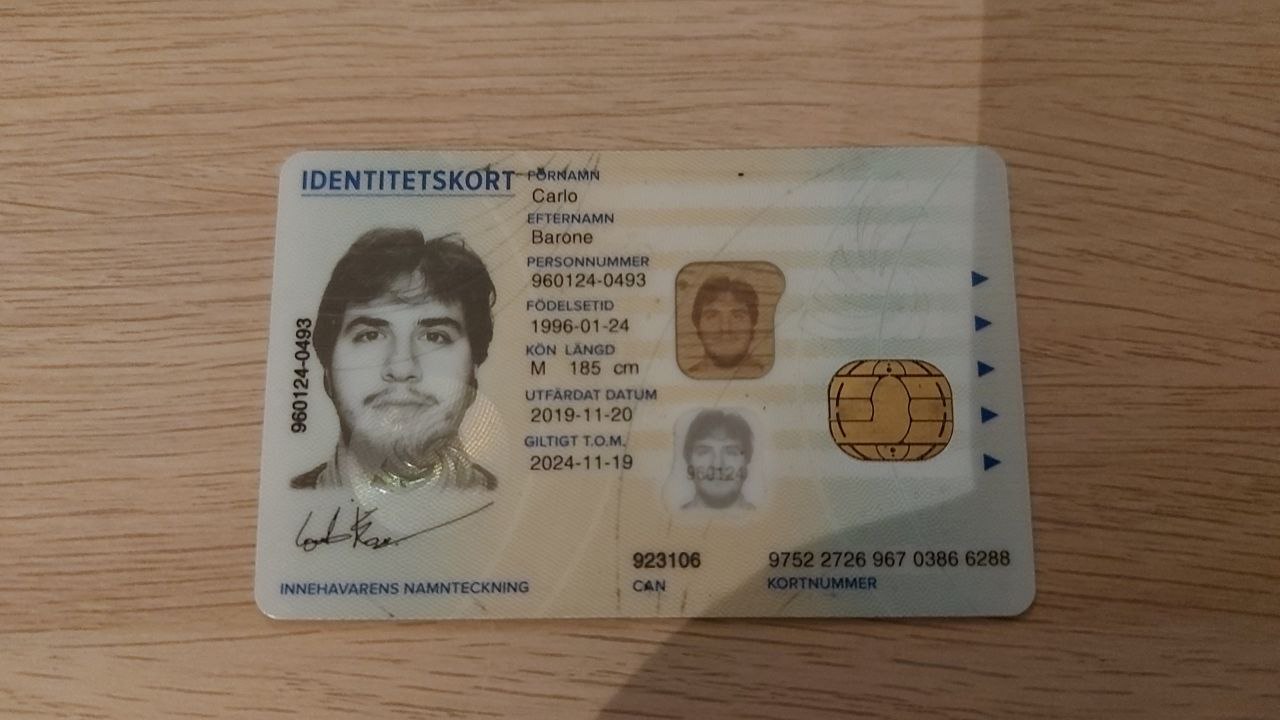 IDENTITETSKORT
FÖRNAMN
Carlo
EFTERNAMN
Barone
PERSONNUMMER
960124-0493
FÖDELSETID
1996-01-24
KÖN LÄNGD
M 185 cm
UTFÄRDAT DATUM
2019-11-20
GILTIGT T.O.M.
2024-11-19
960124-0493
960124
923106
CAN
9752 2726 967 0386 6288
KORTNUMMER
INNEHAVARENS NAMNTECKNING